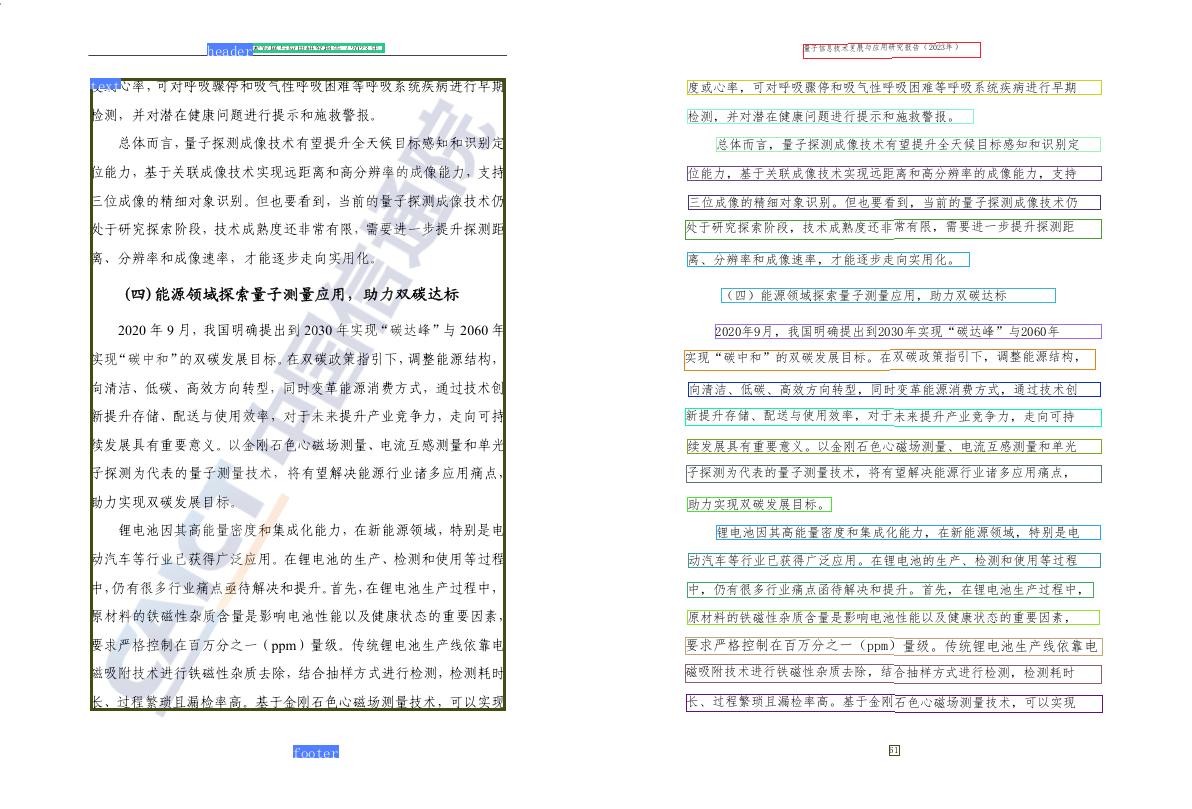 header
text心率，可对呼吸骤停和吸气性呼吸困难等呼吸系统疾病进行早期
检测，并对潜在健康问题进行提示和施救警报。
总体而言，量子探测成像技术有望提升全天候目标感知和识别定
位能力，基于关联成像技术实现远距离和高分辨率的成像能力，支持
三位成像的精细对象识别。但也要看到，当前的量子探测成像技术仍
处于研究探索阶段，技术成熟度还非常有限，需要进一步提升探测距
离、分辨率和成像速率，才能逐步走向实用化。
(四)能源领域探索量子测量应用，助力双碳达标
2020 年 9 月，我国明确提出到 2030 年实现“碳达峰”与 2060 年
实现“碳中和”的双碳发展目标。在双碳政策指引下，调整能源结构，
向清洁、低碳、高效方向转型，同时变革能源消费方式，通过技术创
新提升存储、配送与使用效率，对于未来提升产业竞争力，走向可持
续发展具有重要意义。以金刚石色心磁场测量、电流互感测量和单光
子探测为代表的量子测量技术，将有望解决能源行业诸多应用痛点，
助力实现双碳发展目标。
锂电池因其高能量密度和集成化能力，在新能源领域，特别是电
动汽车等行业已获得广泛应用。在锂电池的生产、检测和使用等过程
中，仍有很多行业痛点亟待解决和提升。首先，在锂电池生产过程中，
原材料的铁磁性杂质含量是影响电池性能以及健康状态的重要因素，
要求严格控制在百万分之一（ppm）量级。传统锂电池生产线依靠电
磁吸附技术进行铁磁性杂质去除，结合抽样方式进行检测，检测耗时
长、过程繁琐且漏检率高。基于金刚石色心磁场测量技术，可以实现
CAICT 中国信通院
footer
量子信息技术发展与应用研究报告（2023年）
度或心率，可对呼吸骤停和吸气性呼吸困难等呼吸系统疾病进行早期
检测，并对潜在健康问题进行提示和施救警报。
总体而言，量子探测成像技术有望提升全天候目标感知和识别定
位能力，基于关联成像技术实现远距离和高分辨率的成像能力，支持
三位成像的精细对象识别。但也要看到，当前的量子探测成像技术仍
处于研究探索阶段，技术成熟度还非常有限，需要进一步提升探测距
离、分辨率和成像速率，才能逐步走向实用化。
（四）能源领域探索量子测量应用，助力双碳达标
2020年9月，我国明确提出到2030年实现“碳达峰”与2060年
实现“碳中和”的双碳发展目标。在双碳政策指引下，调整能源结构，
向清洁、低碳、高效方向转型，同时变革能源消费方式，通过技术创
新提升存储、配送与使用效率，对于未来提升产业竞争力，走向可持
续发展具有重要意义。以金刚石色心磁场测量、电流互感测量和单光
子探测为代表的量子测量技术，将有望解决能源行业诸多应用痛点，
助力实现双碳发展目标。
锂电池因其高能量密度和集成化能力，在新能源领域，特别是电
动汽车等行业已获得广泛应用。在锂电池的生产、检测和使用等过程
中，仍有很多行业痛点函待解决和提升。首先，在锂电池生产过程中，
原材料的铁磁性杂质含量是影响电池性能以及健康状态的重要因素，
要求严格控制在百万分之一（ppm）量级。传统锂电池生产线依靠电
磁吸附技术进行铁磁性杂质去除，结合抽样方式进行检测，检测耗时
长、过程繁琐且漏检率高。基于金刚石色心磁场测量技术，可以实现
51